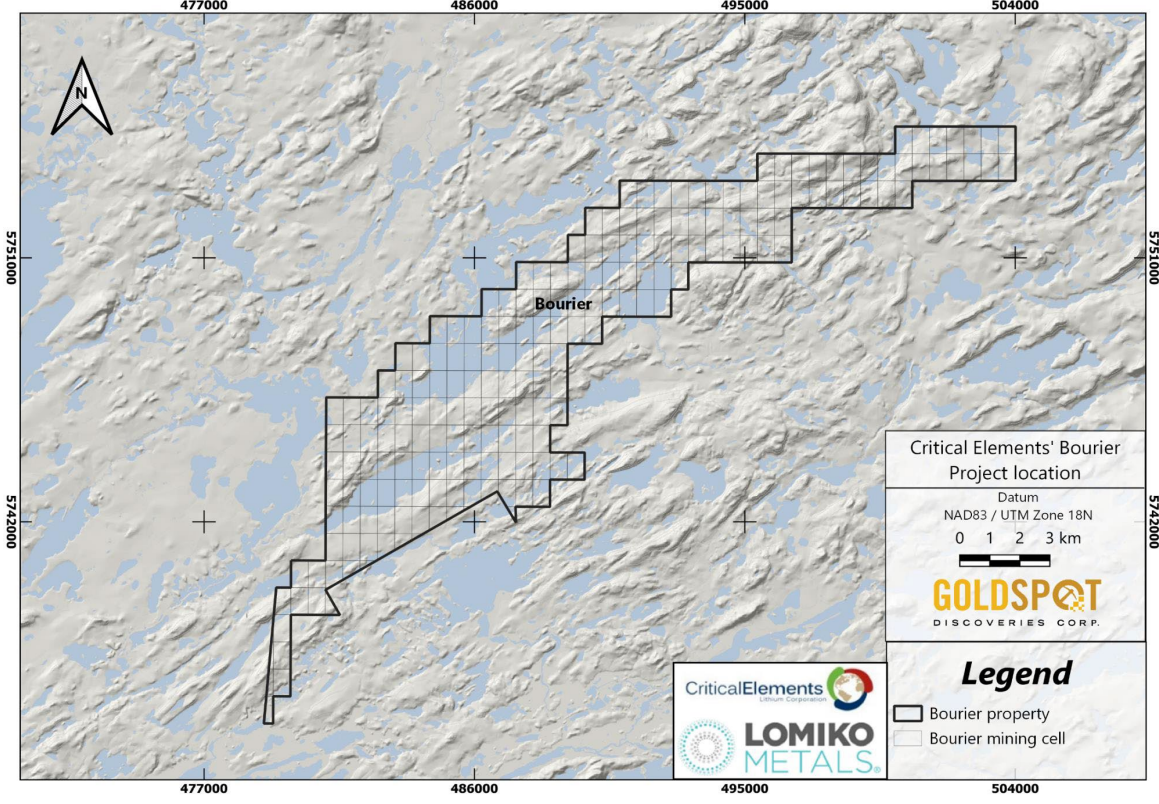 477000 486000 495000 504000
N
5751000 5751000
Bourier
5742000 5742000
Critical Elements' Bourier
Project location
Datum
NAD83 / UTM Zone 18N
0 1 2 3 km
GOLDSPOT
DISCOVERIES CORP.
Legend
Bourier property
Bourier mining cell
CriticalElements
Lithium Corporation
LOMIKO
METALS®
477000 486000 495000 504000